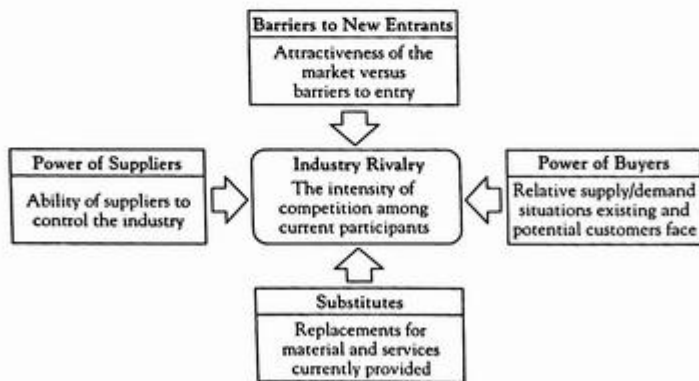 Barriers to New Entrants
Attractiveness of the
market versus
barriers to entry
Power of Suppliers
Ability of suppliers to
control the industry
Industry Rivalry
The intensity of
competition among
current participants
Power of Buyers
Relative supply/demand
situations existing and
potential customers face
Substitutes
Replacements for
material and services
currently provided